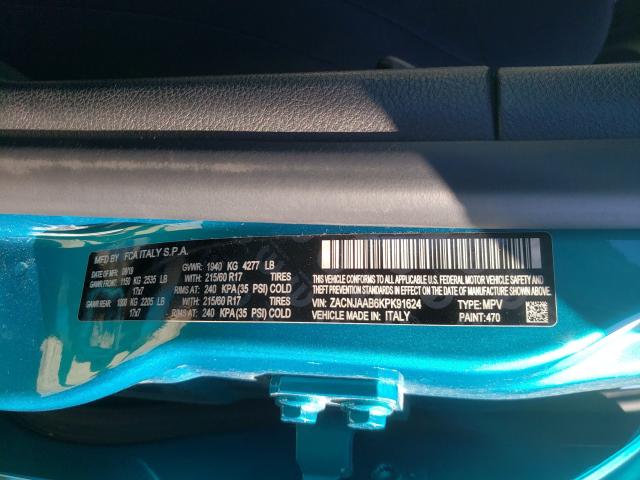 MFD BY FCA ITALY S.P.A.
DATE 09/18 GVWR: 1940 KG 4277 LB
GAWR FRONT: 1150 KG 2535 LB WITH: 215/60 R17 TIRES
17x7 RIMS AT: 240 KPA(35 PSI) COLD
GAWR REAR: 1000 KG 2205 LB WITH: 215/60 R17 TIRES
17x7 RIMS AT: 240 KPA(35 PSI) COLD
THIS VEHICLE CONFORMS TO ALL APPLICABLE U.S. FEDERAL MOTOR
VEHICLE SAFETY, BUMPER, AND THEFT PREVENTION STANDARDS
IN EFFECT ON THE DATE OF MANUFACTURE SHOWN ABOVE
VIN: ZACNJAAB6KPK91624 TYPE: MPV
VEHICLE MADE IN: ITALY PAINT:470